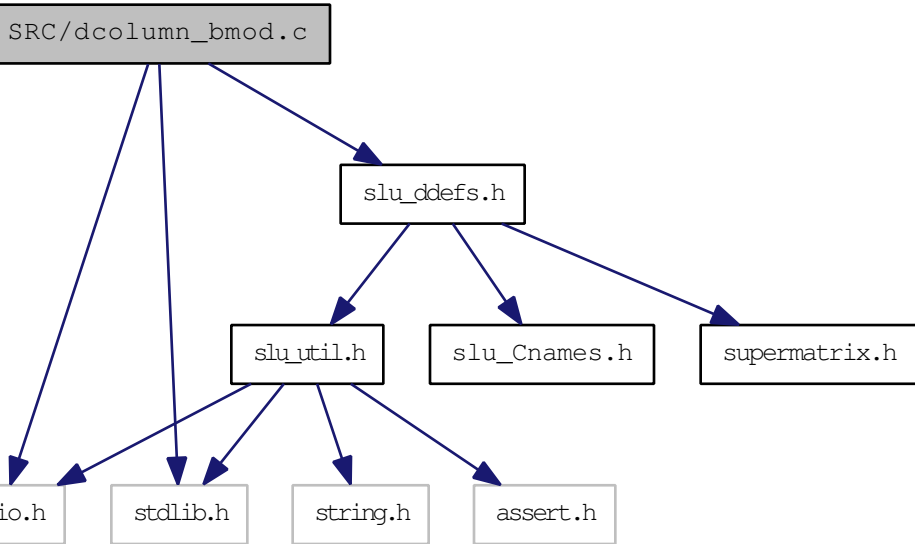 SRC/dcolumn_bmod.c
slu_ddefs.h
slu_util.h
slu_Cnames.h
supermatrix.h
io.h
stdlib.h
string.h
assert.h